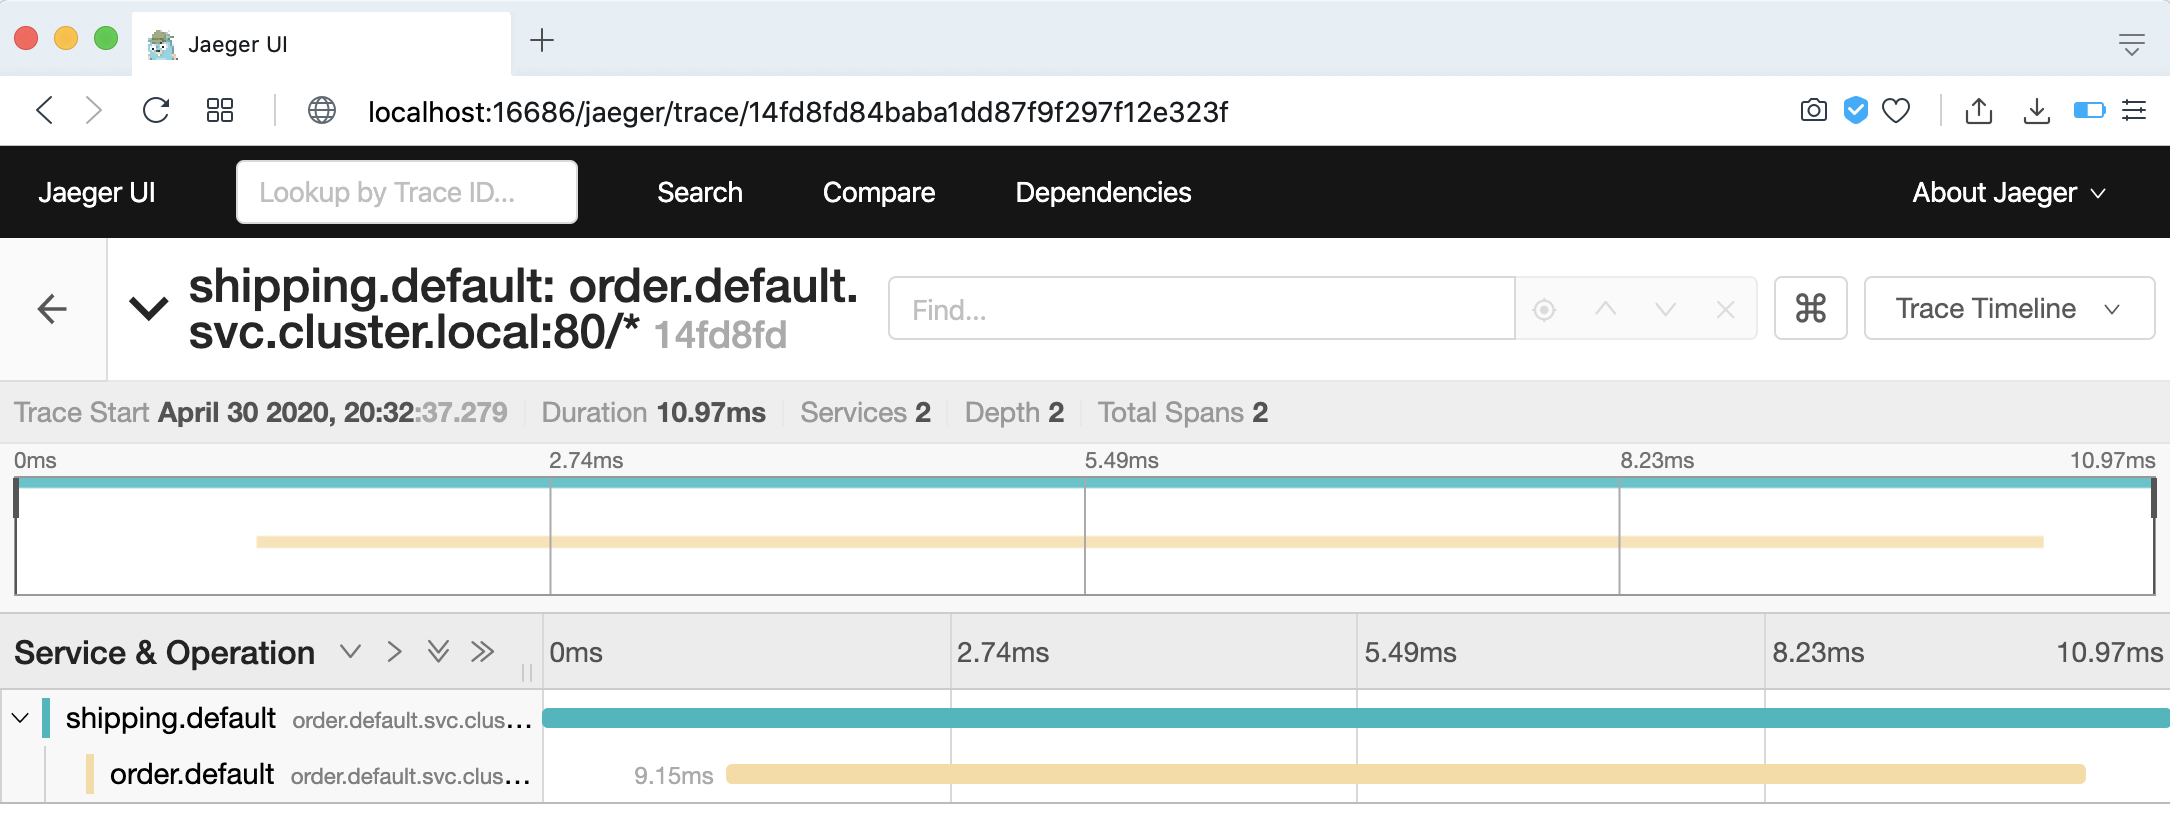 Jaeger UI
localhost:16686/jaeger/trace/14fd8fd84baba1dd87f9f297f12e323f
Jaeger UI Lookup by Trace ID... Search Compare Dependencies About Jaeger
shipping.default: order.default.
svc.cluster.local:80/* 14fd8fd
Find... ⌘ Trace Timeline
Trace Start April 30 2020, 20:32:37.279 Duration 10.97ms Services 2 Depth 2 Total Spans 2
0ms 2.74ms 5.49ms 8.23ms 10.97ms
Service & Operation 0ms 2.74ms 5.49ms 8.23ms 10.97ms
shipping.default order.default.svc.clus...
order.default order.default.svc.clus... 9.15ms